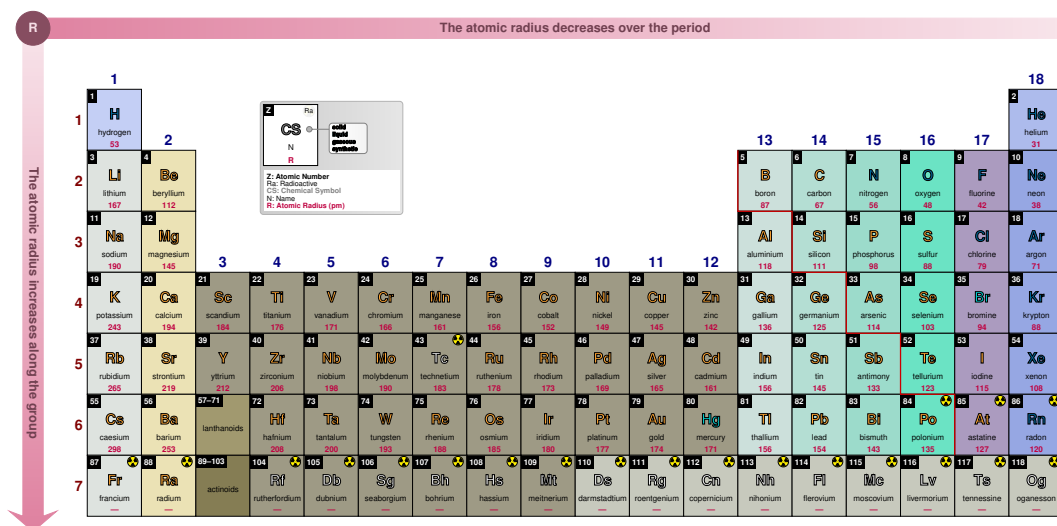 R
The atomic radius decreases over the period
The atomic radius increases along the group
1
18
1
1
H
hydrogen
53
2
He
helium
31
Z
Ra
CS
N
R
solid
liquid
gaseous
synthetic
Z: Atomic Number
Ra: Radioactive
CS: Chemical Symbol
N: Name
R: Atomic Radius (pm)
2
13
14
15
16
17
2
3
Li
lithium
167
4
Be
beryllium
112
5
B
boron
87
6
C
carbon
67
7
N
nitrogen
56
8
O
oxygen
48
9
F
fluorine
42
10
Ne
neon
38
3
11
Na
sodium
190
12
Mg
magnesium
145
13
Al
aluminium
118
14
Si
silicon
111
15
P
phosphorus
98
16
S
sulfur
88
17
Cl
chlorine
79
18
Ar
argon
71
3
4
5
6
7
8
9
10
11
12
4
19
K
potassium
243
20
Ca
calcium
194
21
Sc
scandium
184
22
Ti
titanium
176
23
V
vanadium
171
24
Cr
chromium
166
25
Mn
manganese
161
26
Fe
iron
156
27
Co
cobalt
152
28
Ni
nickel
149
29
Cu
copper
145
30
Zn
zinc
142
31
Ga
gallium
136
32
Ge
germanium
125
33
As
arsenic
114
34
Se
selenium
103
35
Br
bromine
94
36
Kr
krypton
88
5
37
Rb
rubidium
265
38
Sr
strontium
219
39
Y
yttrium
212
40
Zr
zirconium
206
41
Nb
niobium
198
42
Mo
molybdenum
190
43
Tc
technetium
183
44
Ru
ruthenium
178
45
Rh
rhodium
173
46
Pd
palladium
169
47
Ag
silver
165
48
Cd
cadmium
161
49
In
indium
156
50
Sn
tin
145
51
Sb
antimony
133
52
Te
tellurium
123
53
I
iodine
115
54
Xe
xenon
108
6
55
Cs
caesium
298
56
Ba
barium
253
57–71
lanthanoids
72
Hf
hafnium
208
73
Ta
tantalum
200
74
W
tungsten
193
75
Re
rhenium
188
76
Os
osmium
185
77
Ir
iridium
180
78
Pt
platinum
177
79
Au
gold
174
80
Hg
mercury
171
81
Tl
thallium
156
82
Pb
lead
154
83
Bi
bismuth
143
84
Po
polonium
135
85
At
astatine
127
86
Rn
radon
120
7
87
Fr
francium
—
88
Ra
radium
—
89–103
actinoids
104
Rf
rutherfordium
—
105
Db
dubnium
—
106
Sg
seaborgium
—
107
Bh
bohrium
—
108
Hs
hassium
—
109
Mt
meitnerium
—
110
Ds
darmstadtium
—
111
Rg
roentgenium
—
112
Cn
copernicium
—
113
Nh
nihonium
—
114
Fl
flerovium
—
115
Mc
moscovium
—
116
Lv
livermorium
—
117
Ts
tennessine
—
118
Og
oganesson
—